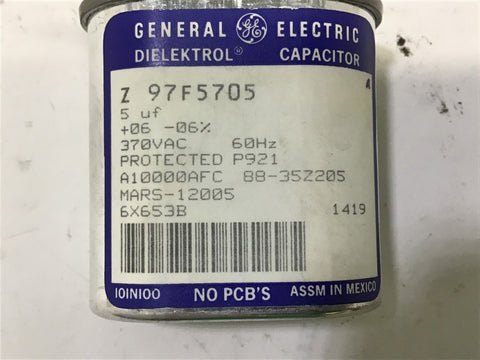 GENERAL GE ELECTRIC
DIELEKTROL® CAPACITOR
A
Z 97F5705
5 uf
+06 -06%
370VAC 60Hz
PROTECTED P921
A10000AFC 88-35Z205
MARS-12005
6X653B 1419
IOINIOO NO PCB'S ASSM IN MEXICO